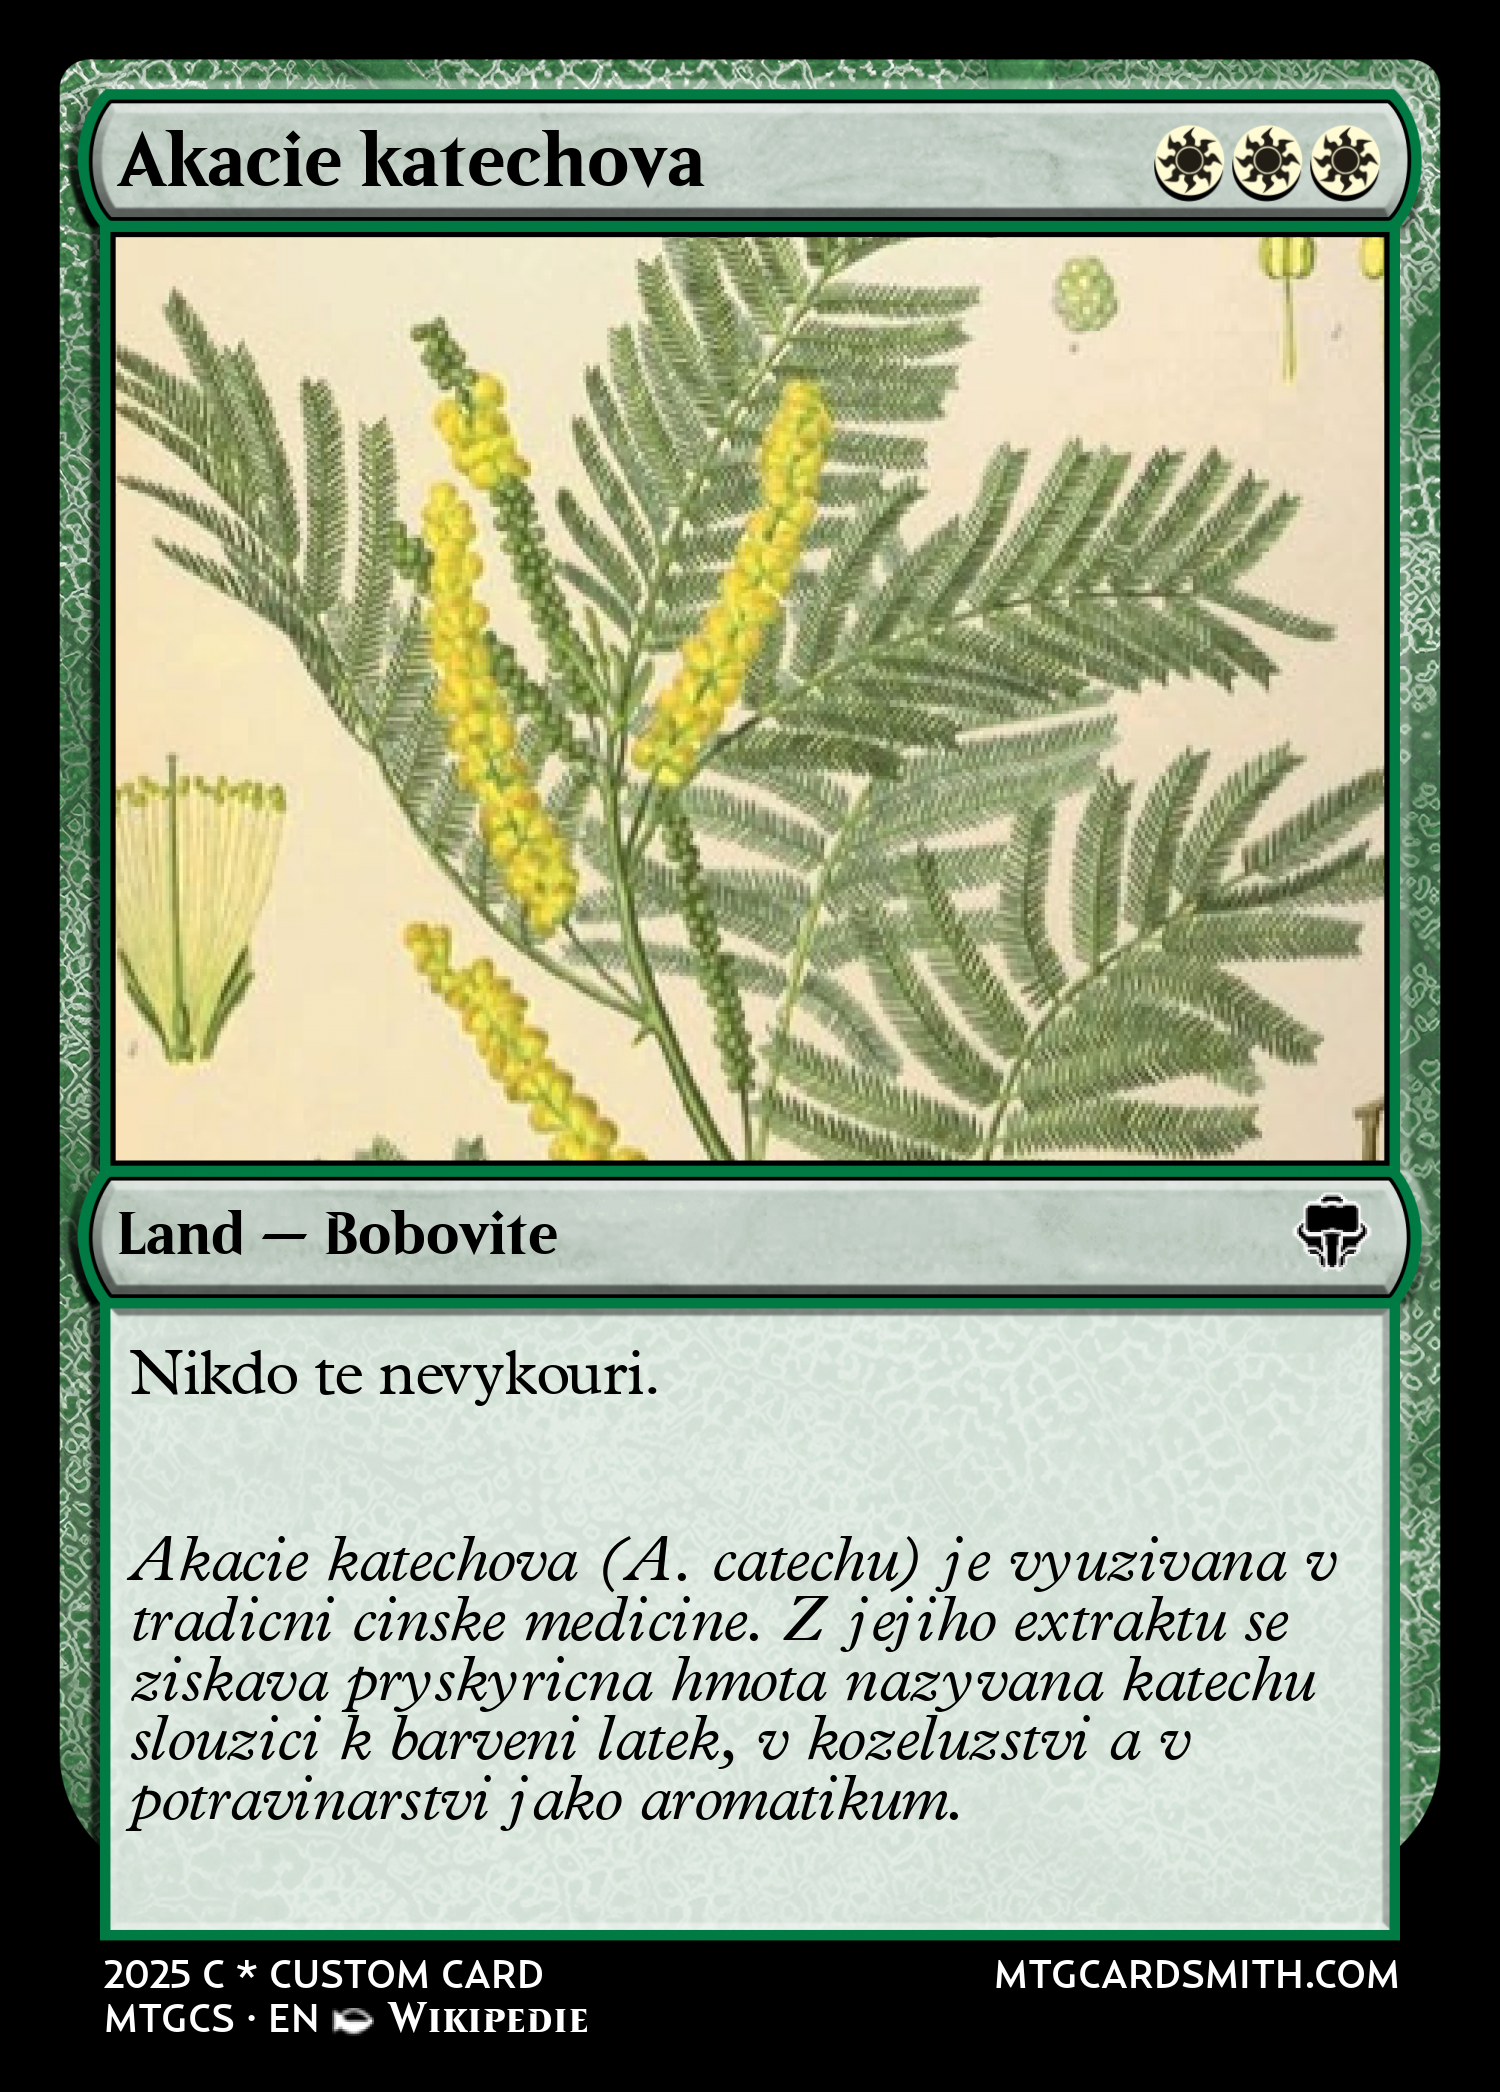 Akacie katechova
Land — Bobovite
Nikdo te nevykouri.
Akacie katechova (A. catechu) je vyuzivana v
tradicni cinske medicine. Z jejiho extraktu se
ziskava pryskyricna hmota nazyvana katechu
slouzici k barveni latek, v kozeluzstvi a v
potravinarstvi jako aromatikum.
2025 C * CUSTOM CARD
MTGCARDSMITH.COM
MTGCS · EN WIKIPEDIE